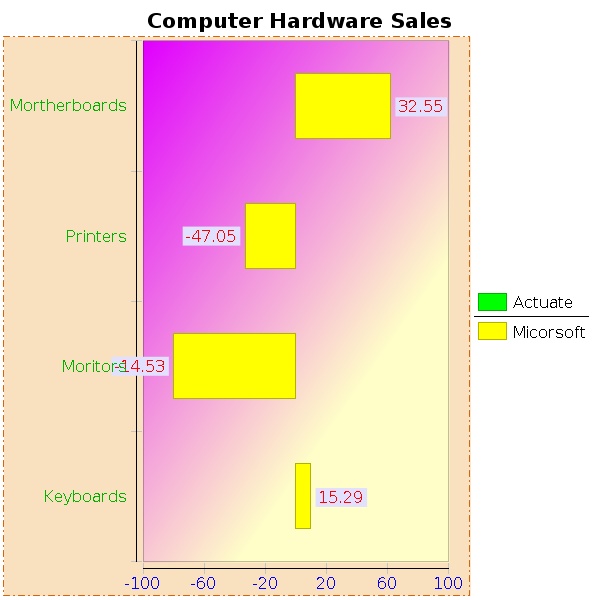 Computer Hardware Sales
Mortherboards
32.55
Printers
-47.05
Moritors
-14.53
Keyboards
15.29
-100 -60 -20 20 60 100
Actuate
Micorsoft